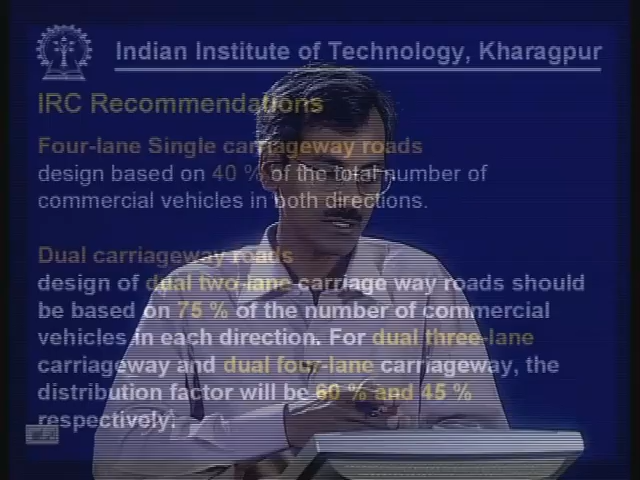 Indian Institute of Technology, Kharagpur
IRC Recommendations
Four-lane Single carriageway roads
design based on 40 % of the total number of
commercial vehicles in both directions.
Dual carriageway roads
design of dual two-lane carriage way roads should
be based on 75 % of the number of commercial
vehicles in each direction. For dual three-lane
carriageway and dual four-lane carriageway, the
distribution factor will be 60 % and 45 %
respectively.